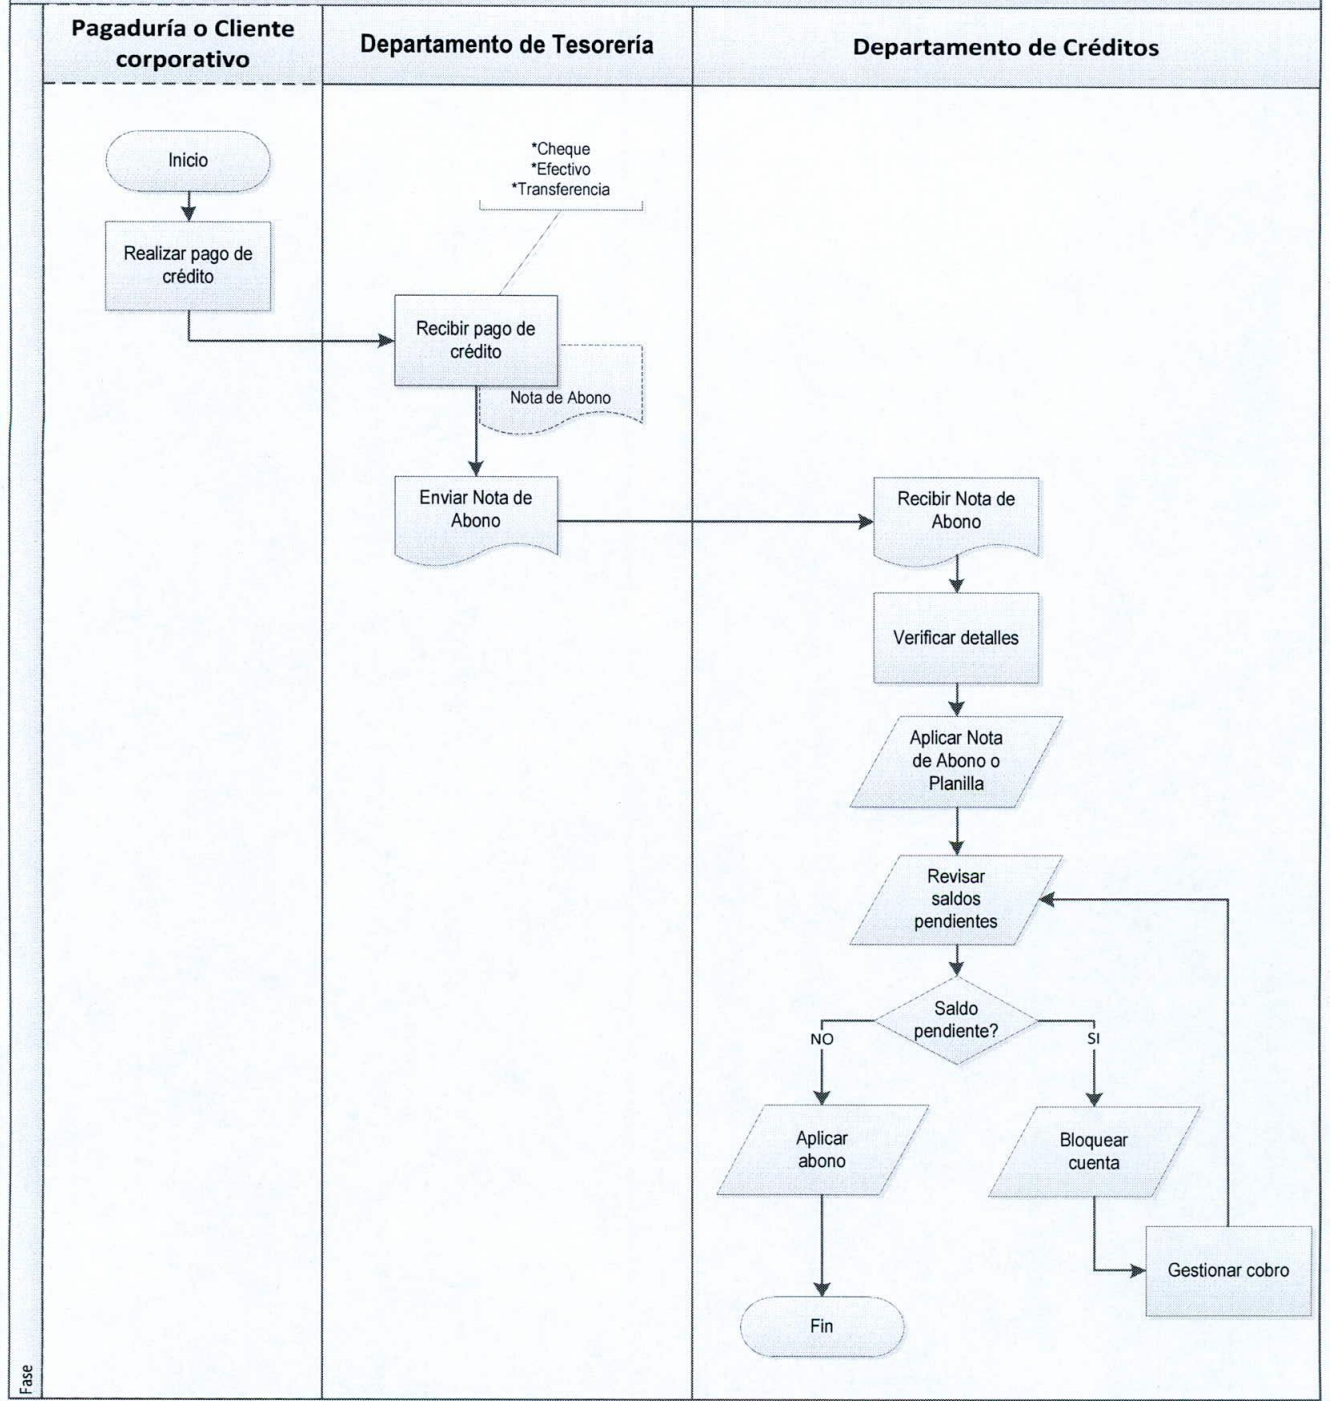 Pagaduría o Cliente
corporativo
Departamento de Tesorería
Departamento de Créditos
Inicio
*Cheque
*Efectivo
*Transferencia
Realizar pago de
crédito
Recibir pago de
crédito
Nota de Abono
Enviar Nota de
Abono
Recibir Nota de
Abono
Verificar detalles
Aplicar Nota
de Abono o
Planilla
Revisar
saldos
pendientes
Saldo
pendiente?
NO
SI
Aplicar
abono
Bloquear
cuenta
Gestionar cobro
Fin
Fase